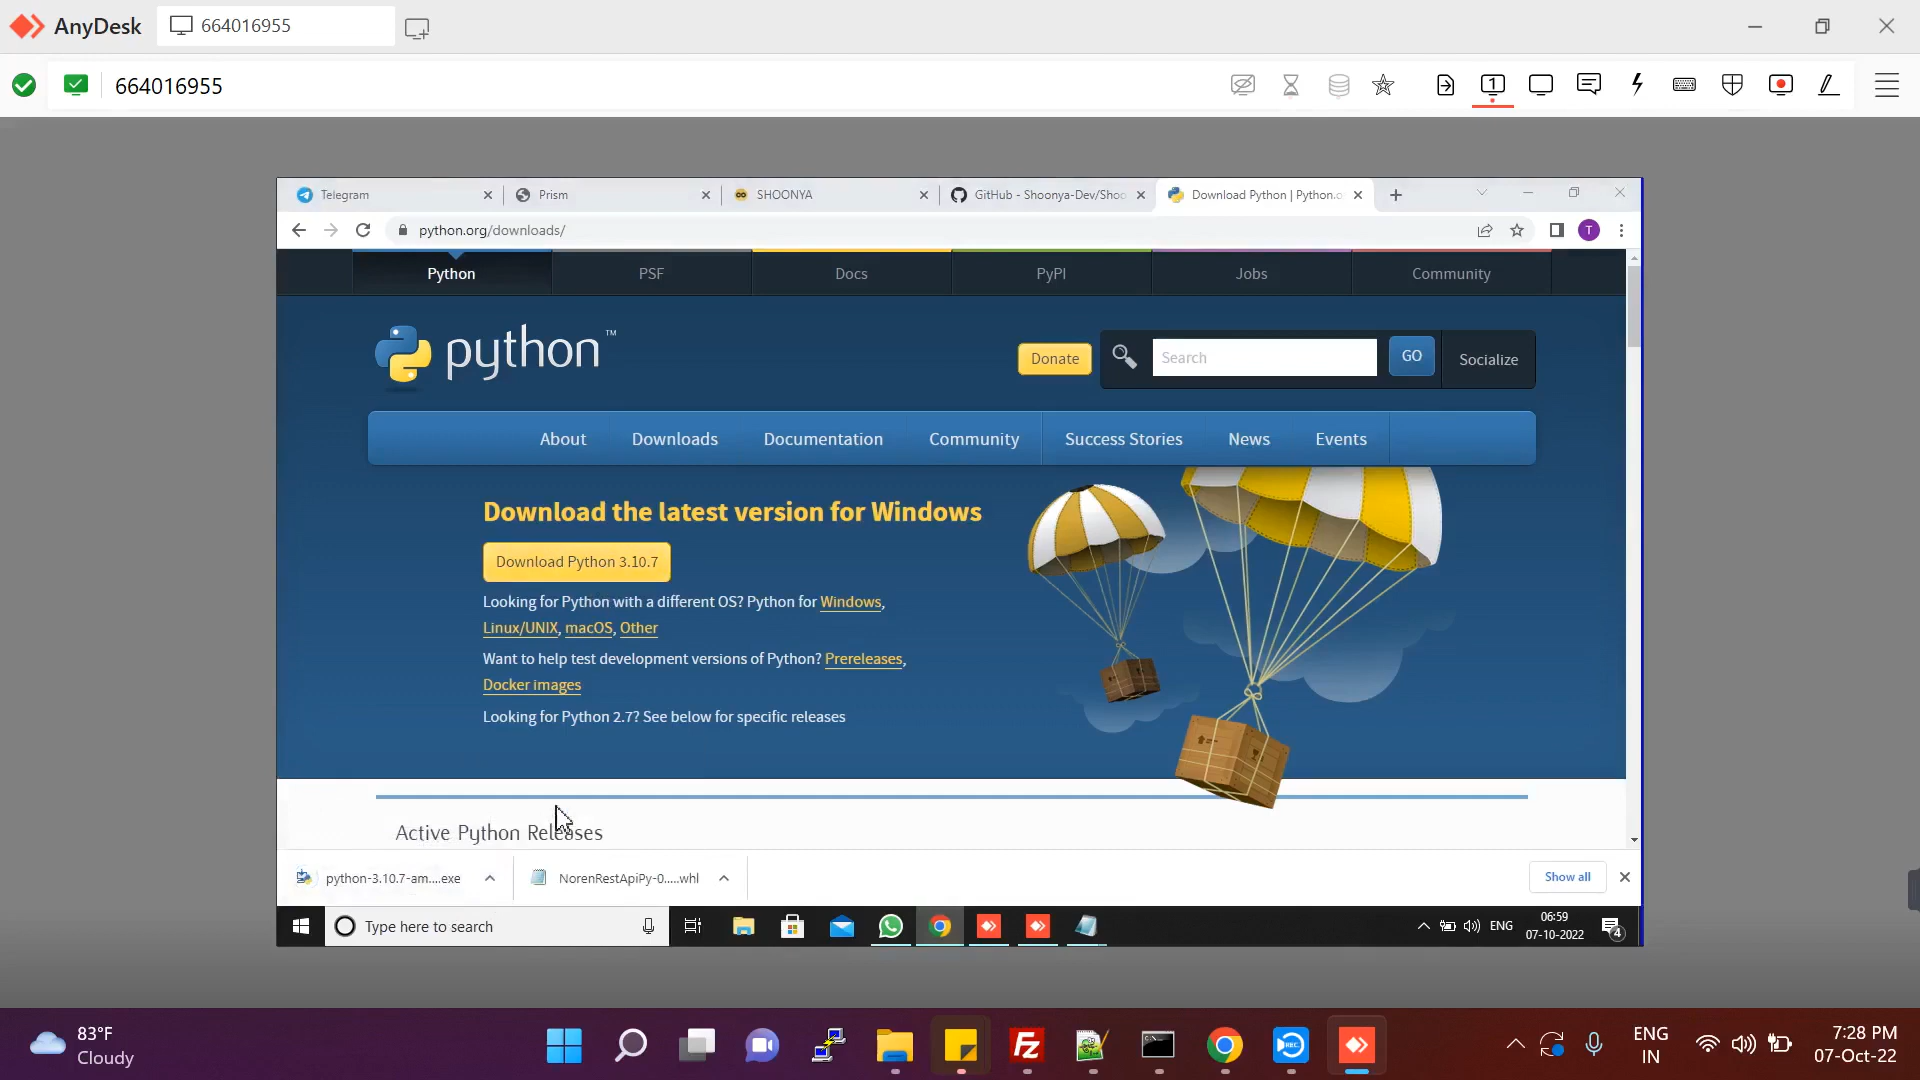 AnyDesk
664016955
664016955
1
Telegram
Prism
SHOONYA
GitHub - Shoonya-Dev/Shoo
Download Python | Python.o
python.org/downloads/
T
Python
PSF
Docs
PyPI
Jobs
Community
python™
Donate
Search
GO
Socialize
About
Downloads
Documentation
Community
Success Stories
News
Events
Download the latest version for Windows
Download Python 3.10.7
Looking for Python with a different OS? Python for Windows,
Linux/UNIX, macOS, Other
Want to help test development versions of Python? Prereleases,
Docker images
Looking for Python 2.7? See below for specific releases
Active Python Releases
python-3.10.7-am....exe
NorenRestApiPy-0.....whl
Show all
Type here to search
ENG
06:59
07-10-2022
4
83°F
Cloudy
Fz
REC
ENG
IN
7:28 PM
07-Oct-22